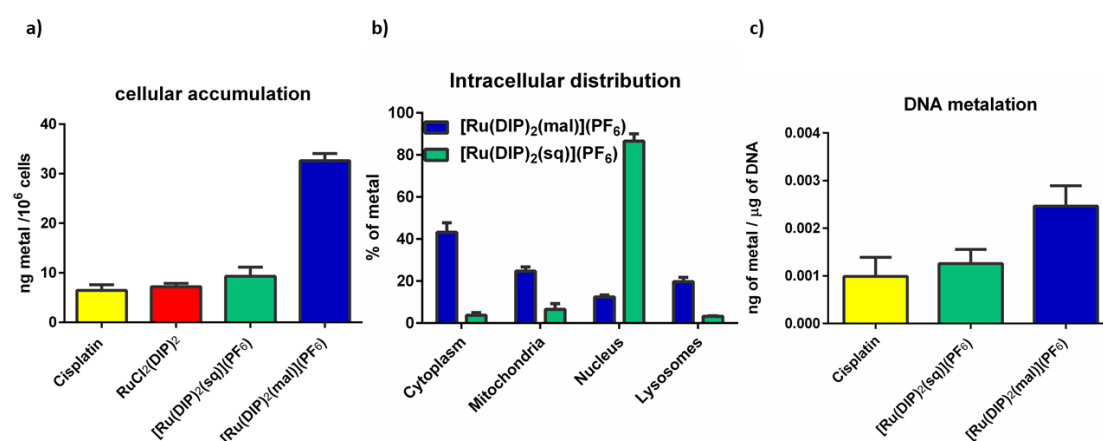 a)
cellular accumulation
ng metal /10⁶ cells
40
30
20
10
0
Cisplatin
RuCl₂(DIP)²
[Ru(DIP)₂(sq)](PF₆)
[Ru(DIP)₂(mal)](PF₆)
b)
Intracellular distribution
% of metal
100
80
60
40
20
0
[Ru(DIP)₂(mal)](PF₆)
[Ru(DIP)₂(sq)](PF₆)
Cytoplasm
Mitochondria
Nucleus
Lysosomes
c)
DNA metalation
ng of metal / µg of DNA
0.004
0.003
0.002
0.001
0.000
Cisplatin
[Ru(DIP)₂(sq)](PF₆)
[Ru(DIP)₂(mal)](PF₆)